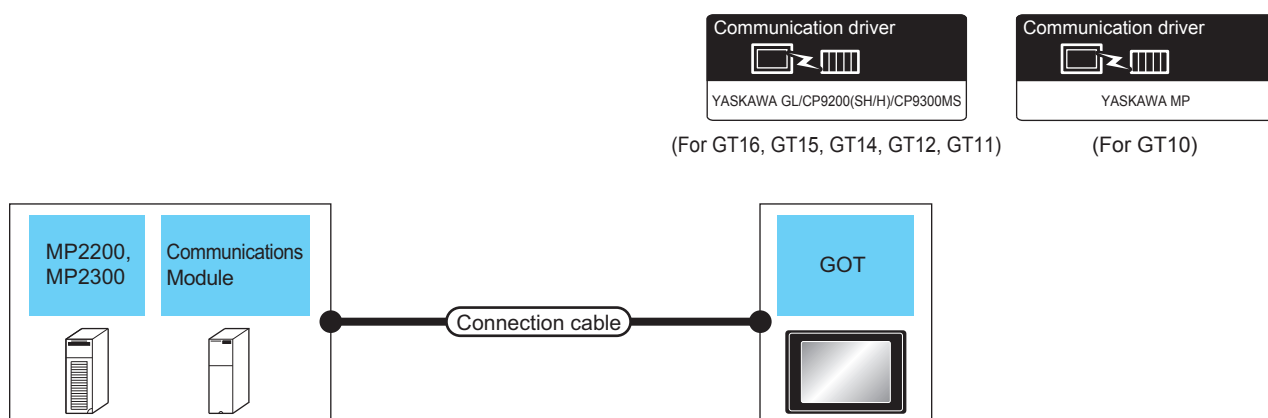 Communication driver
YASKAWA GL/CP9200(SH/H)/CP9300MS
(For GT16, GT15, GT14, GT12, GT11)
Communication driver
YASKAWA MP
(For GT10)
MP2200,
MP2300
Communications
Module
Connection cable
GOT